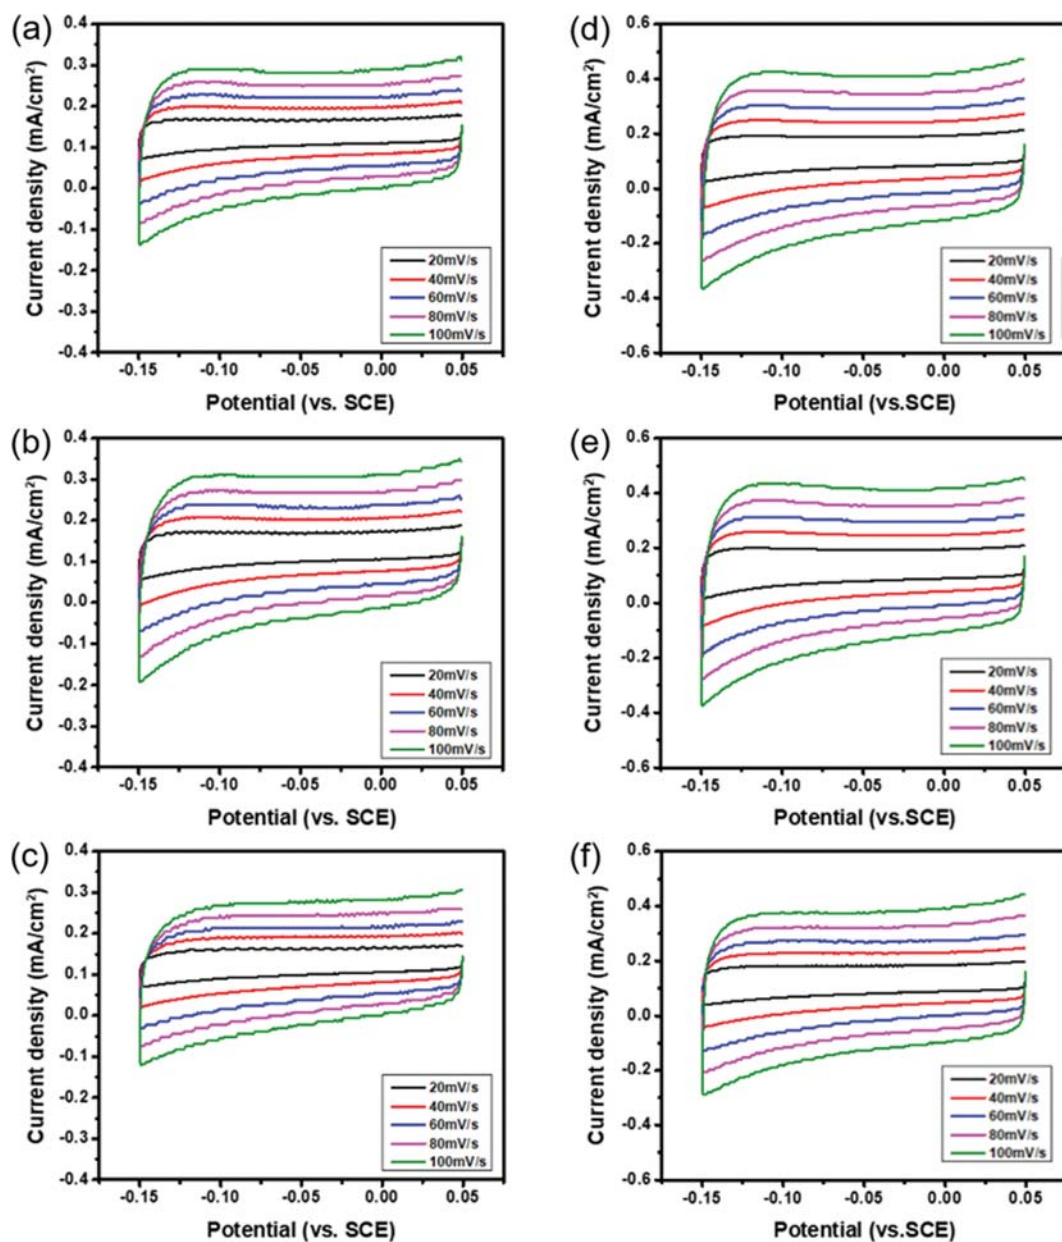 (a)
Current density (mA/cm²)
0.4
0.3
0.2
0.1
0.0
-0.1
-0.2
-0.3
-0.4
20mV/s
40mV/s
60mV/s
80mV/s
100mV/s
-0.15 -0.10 -0.05 0.00 0.05
Potential (vs. SCE)
(d)
Current density (mA/cm²)
0.6
0.4
0.2
0.0
-0.2
-0.4
-0.6
20mV/s
40mV/s
60mV/s
80mV/s
100mV/s
-0.15 -0.10 -0.05 0.00 0.05
Potential (vs.SCE)
(b)
Current density (mA/cm²)
0.4
0.3
0.2
0.1
0.0
-0.1
-0.2
-0.3
-0.4
20mV/s
40mV/s
60mV/s
80mV/s
100mV/s
-0.15 -0.10 -0.05 0.00 0.05
Potential (vs. SCE)
(e)
Current density (mA/cm²)
0.6
0.4
0.2
0.0
-0.2
-0.4
-0.6
20mV/s
40mV/s
60mV/s
80mV/s
100mV/s
-0.15 -0.10 -0.05 0.00 0.05
Potential (vs.SCE)
(c)
Current density (mA/cm²)
0.4
0.3
0.2
0.1
0.0
-0.1
-0.2
-0.3
-0.4
20mV/s
40mV/s
60mV/s
80mV/s
100mV/s
-0.15 -0.10 -0.05 0.00 0.05
Potential (vs. SCE)
(f)
Current density (mA/cm²)
0.6
0.4
0.2
0.0
-0.2
-0.4
-0.6
20mV/s
40mV/s
60mV/s
80mV/s
100mV/s
-0.15 -0.10 -0.05 0.00 0.05
Potential (vs.SCE)